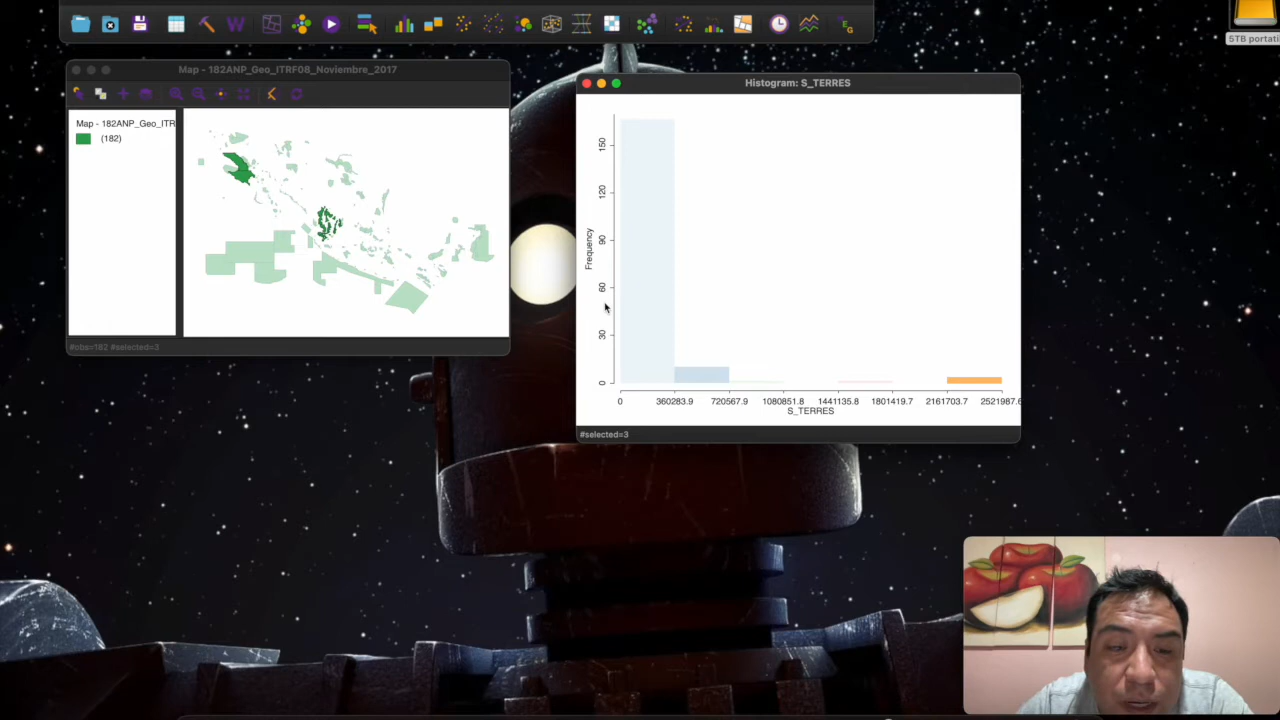 5TB portati
Map - 182ANP_Geo_ITRF08_Noviembre_2017
Map - 182ANP_Geo_ITR
(182)
#obs=182 #selected=3
Histogram: S_TERRES
Frequency
150
120
90
60
30
0
0 360283.9 720567.9 1080851.8 1441135.8 1801419.7 2161703.7 2521987.6
S_TERRES
#selected=3